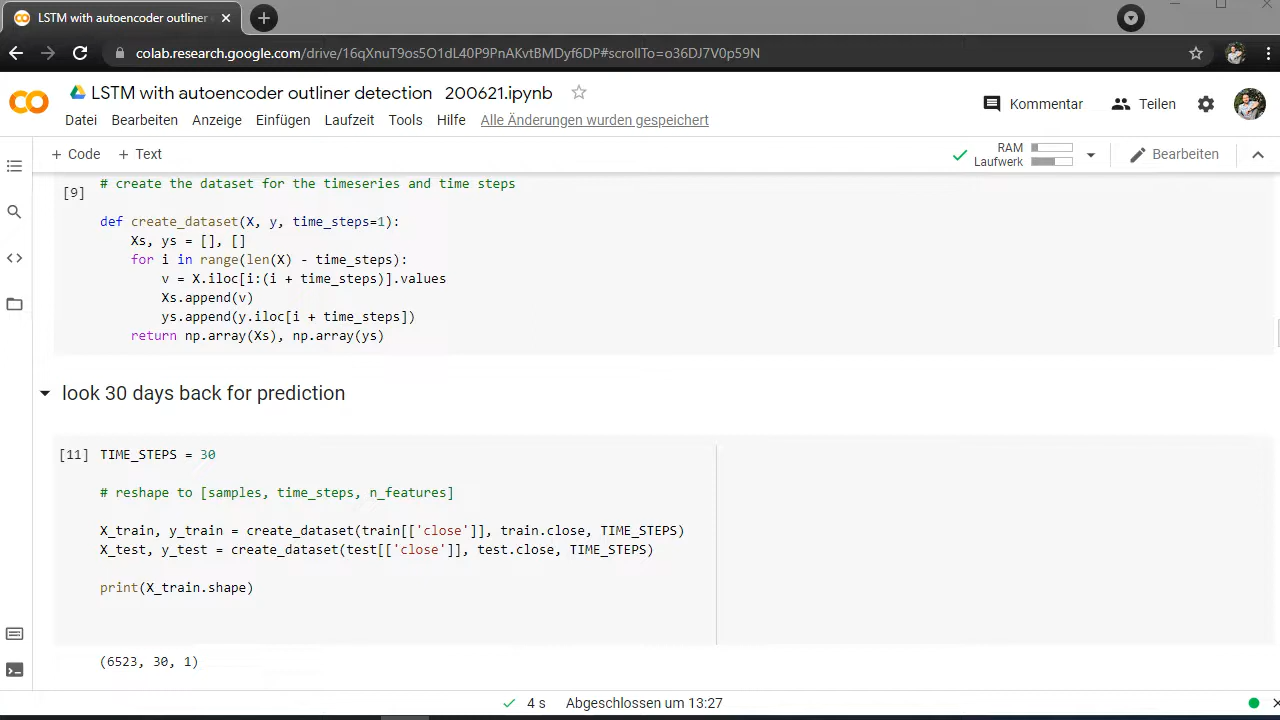 LSTM with autoencoder outliner
colab.research.google.com/drive/16qXnuT9os5O1dL40P9PnAKvtBMDyf6DP#scrollTo=o36DJ7V0p59N
LSTM with autoencoder outliner detection 200621.ipynb
Kommentar
Teilen
Datei Bearbeiten Anzeige Einfügen Laufzeit Tools Hilfe Alle Änderungen wurden gespeichert
+ Code + Text
RAM
Laufwerk
Bearbeiten
[9]
# create the dataset for the timeseries and time steps
def create_dataset(X, y, time_steps=1):
Xs, ys = [], []
for i in range(len(X) - time_steps):
v = X.iloc[i:(i + time_steps)].values
Xs.append(v)
ys.append(y.iloc[i + time_steps])
return np.array(Xs), np.array(ys)
look 30 days back for prediction
[11] TIME_STEPS = 30
# reshape to [samples, time_steps, n_features]
X_train, y_train = create_dataset(train[['close']], train.close, TIME_STEPS)
X_test, y_test = create_dataset(test[['close']], test.close, TIME_STEPS)
print(X_train.shape)
(6523, 30, 1)
4 s Abgeschlossen um 13:27